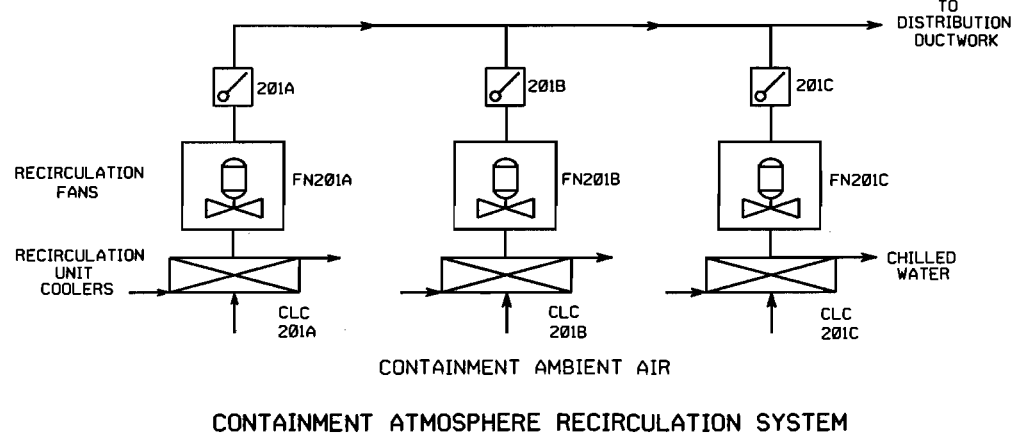 TO
DISTRIBUTION
DUCTWORK
201A
201B
201C
RECIRCULATION
FANS
FN201A
FN201B
FN201C
RECIRCULATION
UNIT
COOLERS
CHILLED
WATER
CLC
201A
CLC
201B
CLC
201C
CONTAINMENT AMBIENT AIR
CONTAINMENT ATMOSPHERE RECIRCULATION SYSTEM